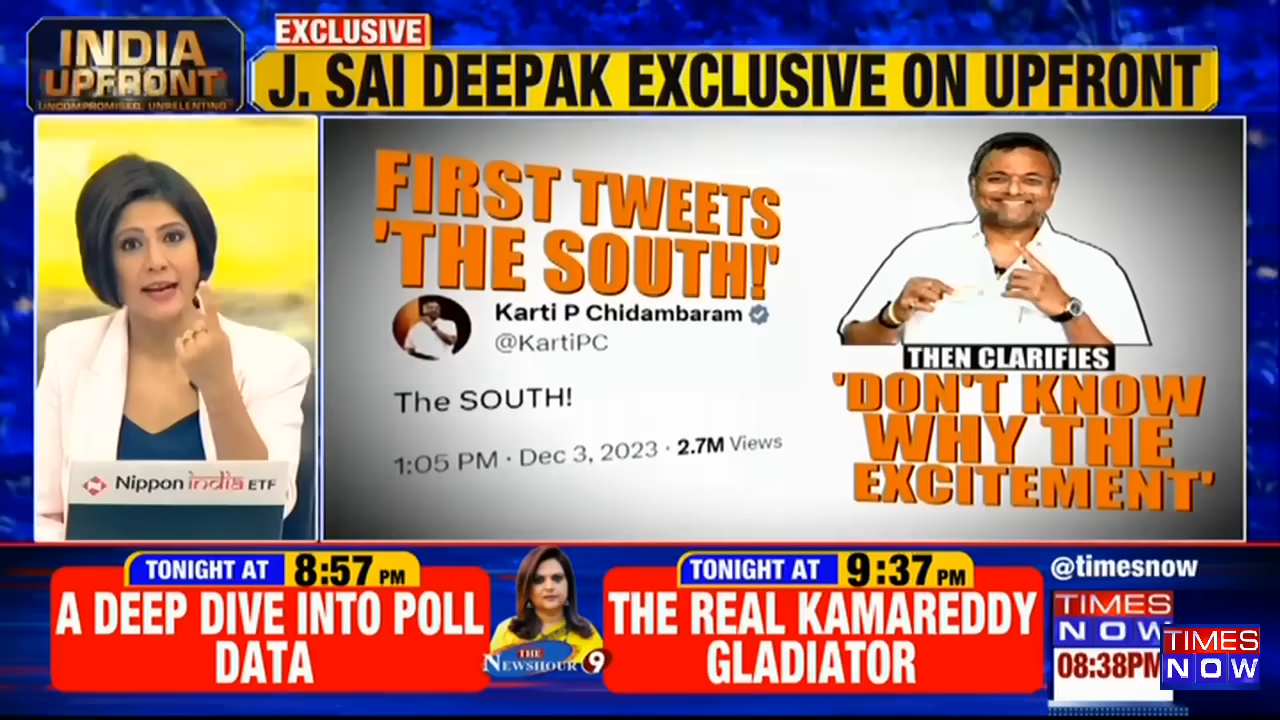 INDIA
UPFRONT
UNCOMPROMISED. UNRELENTING
EXCLUSIVE
J. SAI DEEPAK EXCLUSIVE ON UPFRONT
FIRST TWEETS
'THE SOUTH!'
Karti P Chidambaram
@KartiPC
The SOUTH!
1:05 PM · Dec 3, 2023 · 2.7M Views
THEN CLARIFIES
'DON'T KNOW
WHY THE
EXCITEMENT'
Nippon india ETF
TONIGHT AT 8:57 PM
A DEEP DIVE INTO POLL
DATA
THE
NEWSHOUR 9
TONIGHT AT 9:37 PM
THE REAL KAMAREDDY
GLADIATOR
@timesnow
TIMES
NOW
08:38PM
TIMES
NOW